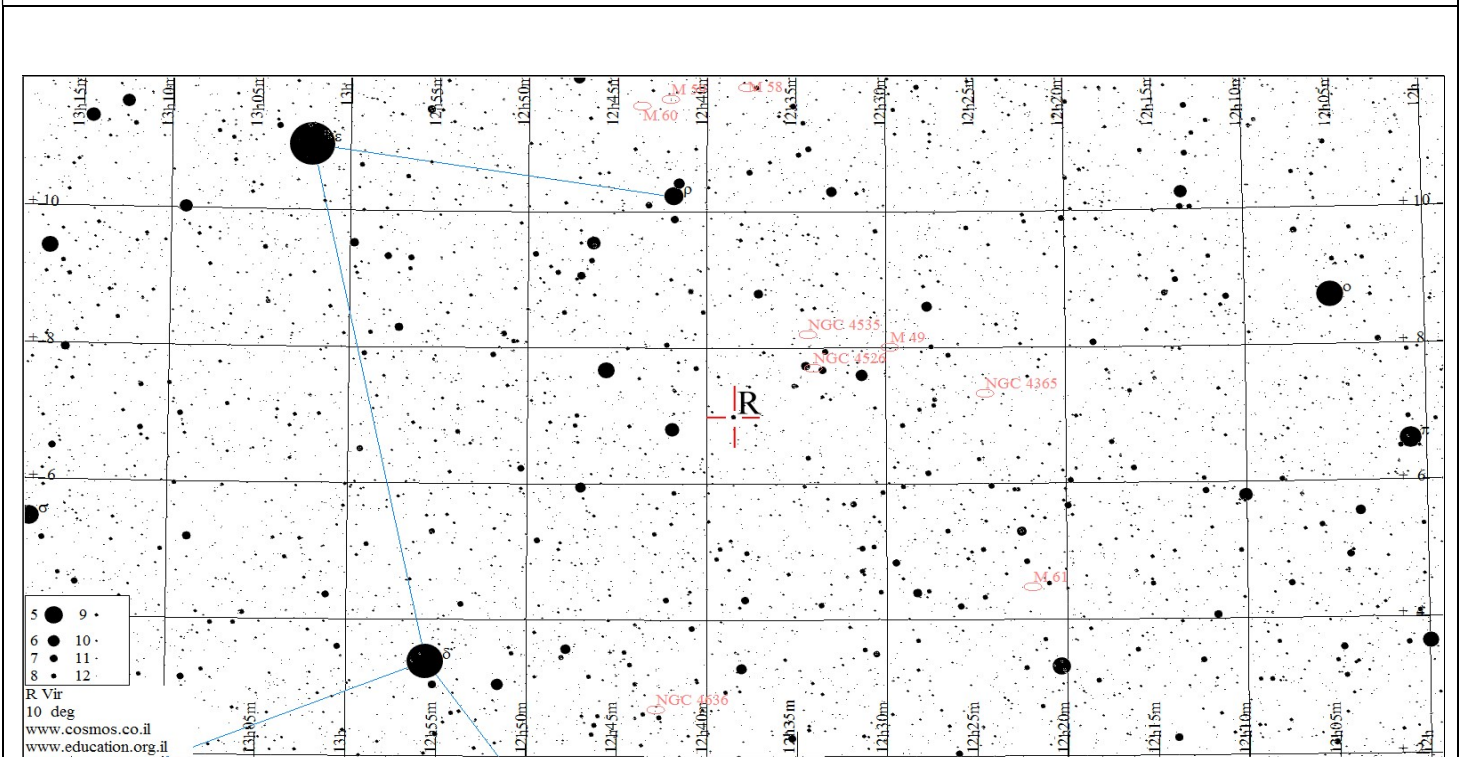 13h15m 13h10m 13h05m 13h 12h55m 12h50m 12h45m 12h40m 12h35m 12h30m 12h25m 12h20m 12h15m 12h10m 12h05m 12h
M 58
M 60
ε
ρ
+ 10 + 10
ο
NGC 4535
+ 8 M 49 + 8
NGC 4526
NGC 4365
R
π
+ 6 + 6
σ
M 61
5 9
+ 4
6 10
7 11
8 12
δ
R Vir
NGC 4636
10 deg
www.cosmos.co.il
www.education.org.il
13h05m 13h 12h55m 12h50m 12h45m 12h40m 12h35m 12h30m 12h25m 12h20m 12h15m 12h10m 12h